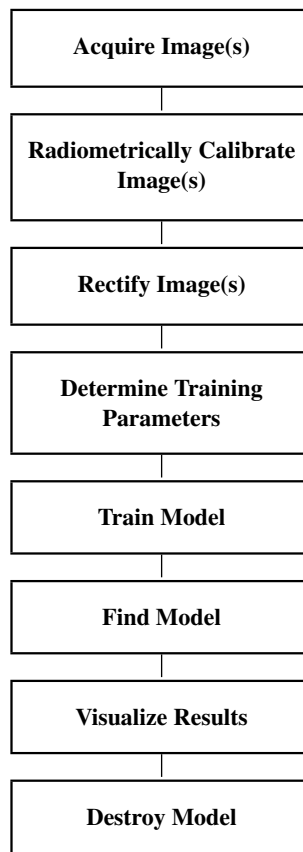 Acquire Image(s)
Radiometrically Calibrate
Image(s)
Rectify Image(s)
Determine Training
Parameters
Train Model
Find Model
Visualize Results
Destroy Model